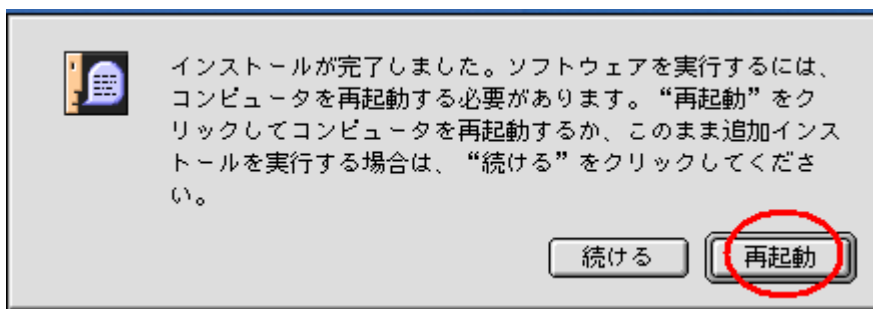 インストールが完了しました。ソフトウェアを実行するには、
コンピュータを再起動する必要があります。“再起動”をク
リックしてコンピュータを再起動するか、このまま追加インス
トールを実行する場合は、“続ける”をクリックしてくださ
い。
続ける 再起動